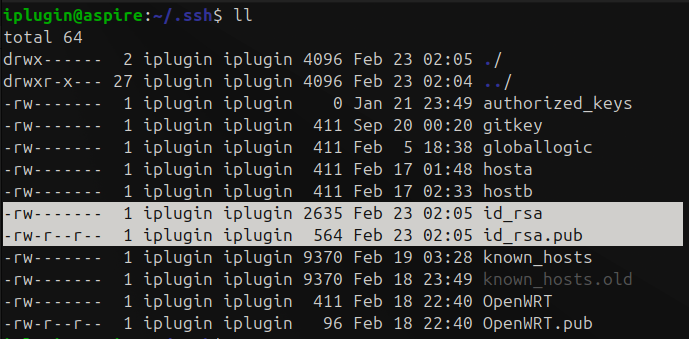 iplugin@aspire:~/.ssh$ ll
total 64
drwx------  2 iplugin iplugin 4096 Feb 23 02:05 ./
drwxr-x--- 27 iplugin iplugin 4096 Feb 23 02:04 ../
-rw-------  1 iplugin iplugin    0 Jan 21 23:49 authorized_keys
-rw-------  1 iplugin iplugin  411 Sep 20 00:20 gitkey
-rw-------  1 iplugin iplugin  411 Feb  5 18:38 globallogic
-rw-------  1 iplugin iplugin  411 Feb 17 01:48 hosta
-rw-------  1 iplugin iplugin  411 Feb 17 02:33 hostb
-rw-------  1 iplugin iplugin 2635 Feb 23 02:05 id_rsa
-rw-r--r--  1 iplugin iplugin  564 Feb 23 02:05 id_rsa.pub
-rw-------  1 iplugin iplugin 9370 Feb 19 03:28 known_hosts
-rw-------  1 iplugin iplugin 9370 Feb 18 23:49 known_hosts.old
-rw-------  1 iplugin iplugin  411 Feb 18 22:40 OpenWRT
-rw-r--r--  1 iplugin iplugin   96 Feb 18 22:40 OpenWRT.pub